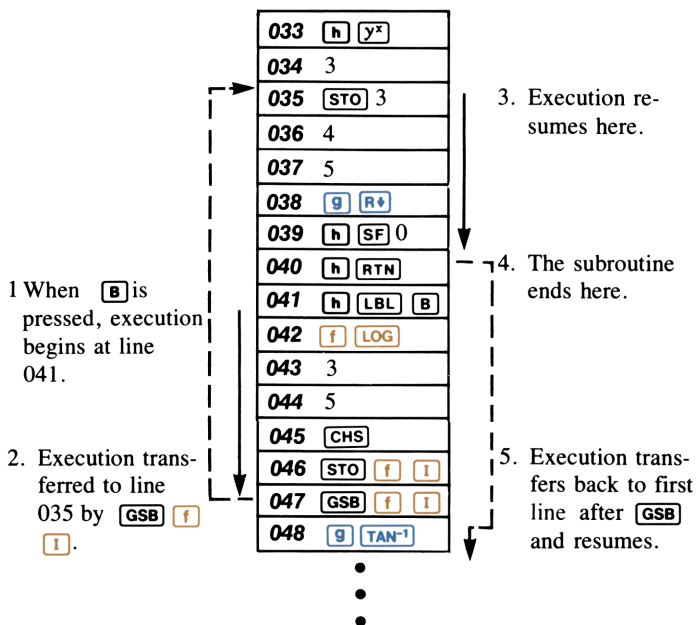 033 h yˣ
034 3
035 STO 3
036 4
037 5
038 g R↓
039 h SF 0
040 h RTN
041 h LBL B
042 f LOG
043 3
044 5
045 CHS
046 STO f I
047 GSB f I
048 g TAN⁻¹
1 When B is
pressed, execution
begins at line
041.
2. Execution trans-
ferred to line
035 by GSB f
I.
3. Execution re-
sumes here.
4. The subroutine
ends here.
5. Execution trans-
fers back to first
line after GSB
and resumes.